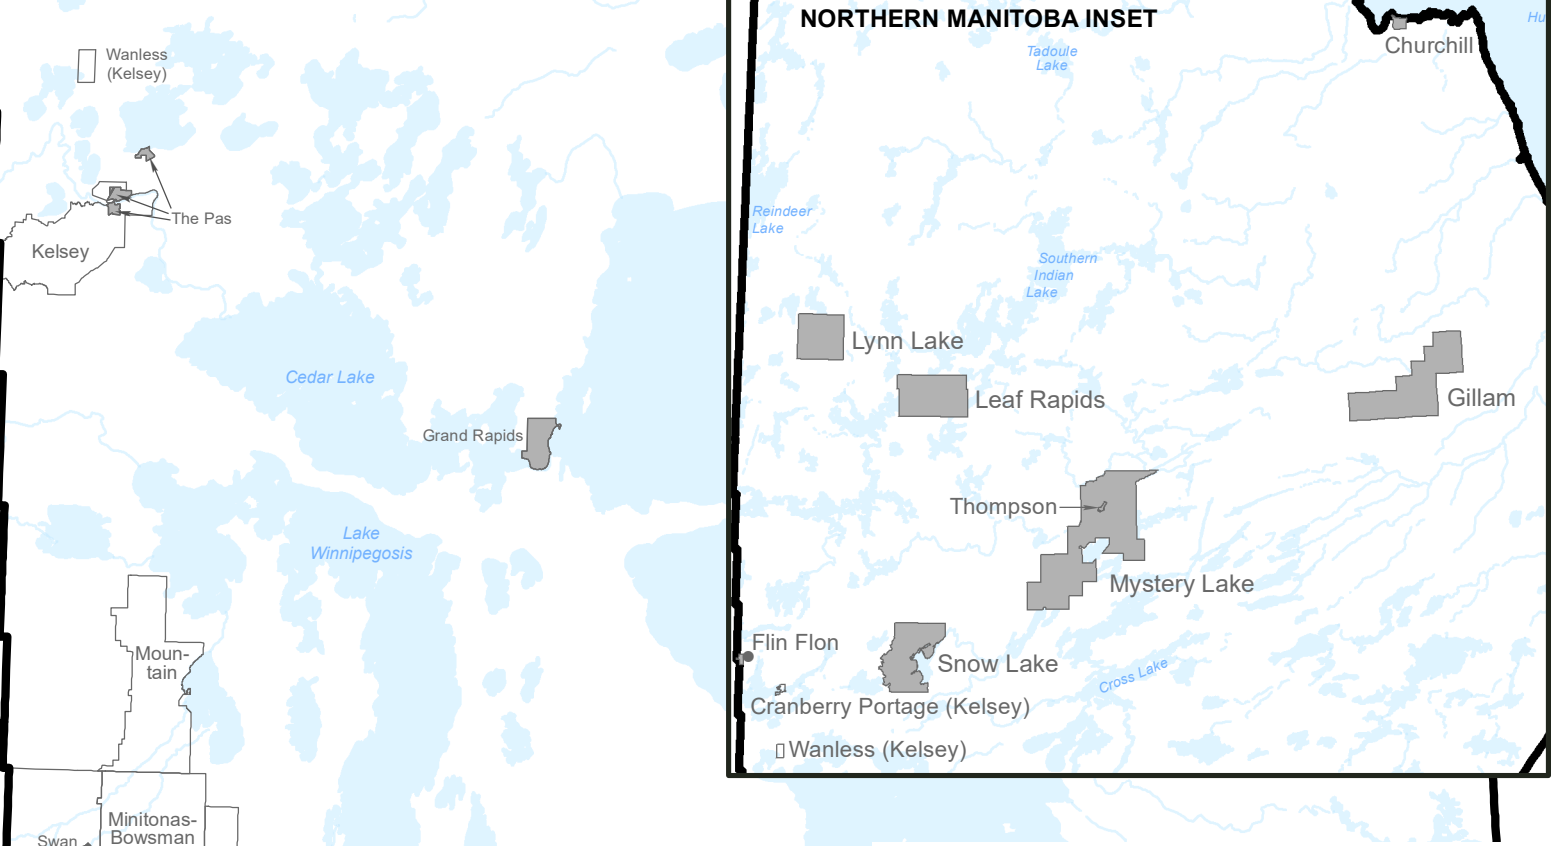 Wanless
(Kelsey)
The Pas
Kelsey
Cedar Lake
Grand Rapids
Lake
Winnipegosis
Moun-
tain
Minitonas-
Bowsman
Swan
NORTHERN MANITOBA INSET
Tadoule
Lake
Hu
Churchill
Reindeer
Lake
Southern
Indian
Lake
Lynn Lake
Leaf Rapids
Gillam
Thompson
Mystery Lake
Flin Flon
Snow Lake
Cross Lake
Cranberry Portage (Kelsey)
Wanless (Kelsey)